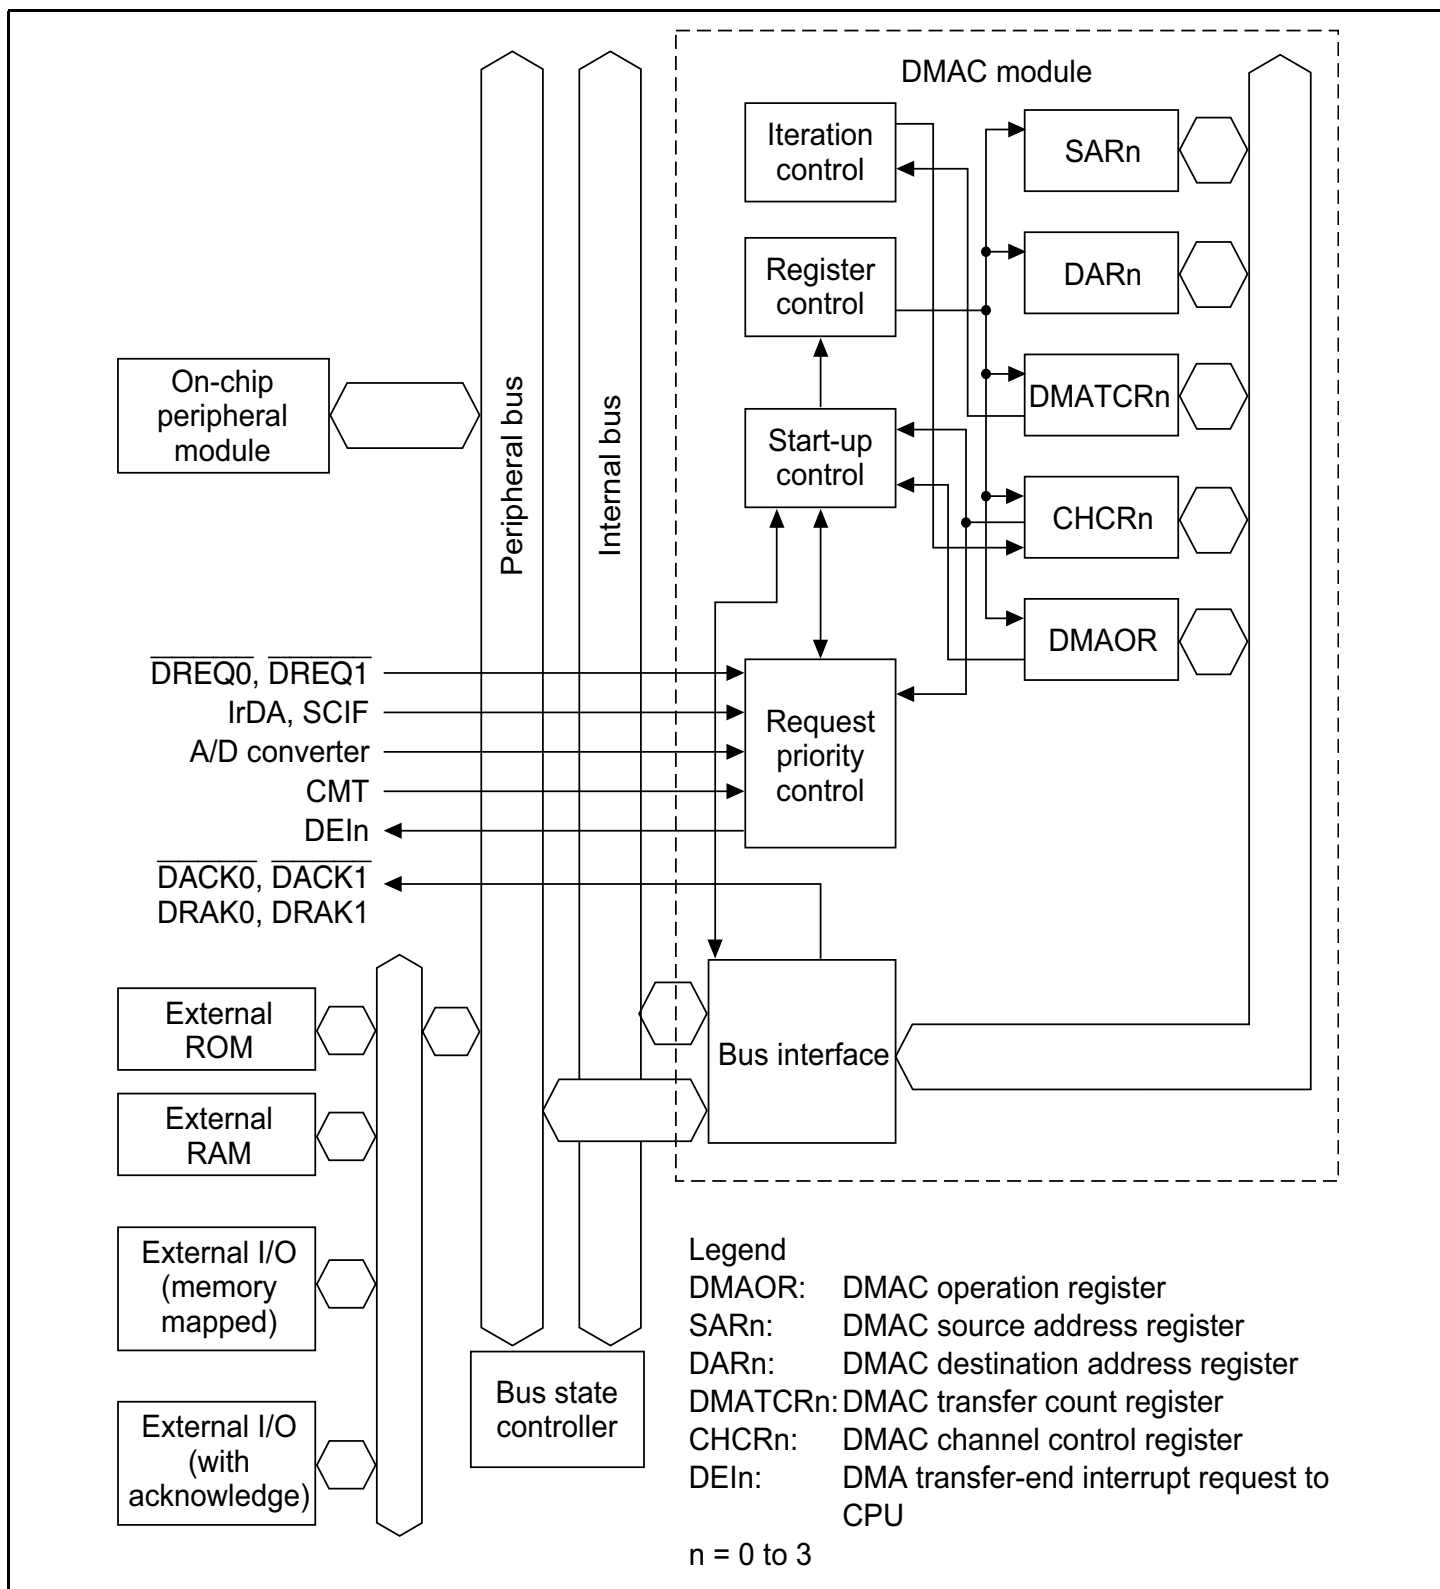 DMAC module
Iteration
control
SARn
Register
control
DARn
On-chip
peripheral
module
Peripheral bus
Internal bus
DMATCRn
Start-up
control
CHCRn
DMAOR
DREQ0, DREQ1
IrDA, SCIF
A/D converter
CMT
DEIn
DACK0, DACK1
DRAK0, DRAK1
Request
priority
control
External
ROM
Bus interface
External
RAM
External I/O
(memory
mapped)
External I/O
(with
acknowledge)
Bus state
controller
Legend
DMAOR: DMAC operation register
SARn: DMAC source address register
DARn: DMAC destination address register
DMATCRn: DMAC transfer count register
CHCRn: DMAC channel control register
DEIn: DMA transfer-end interrupt request to
CPU
n = 0 to 3